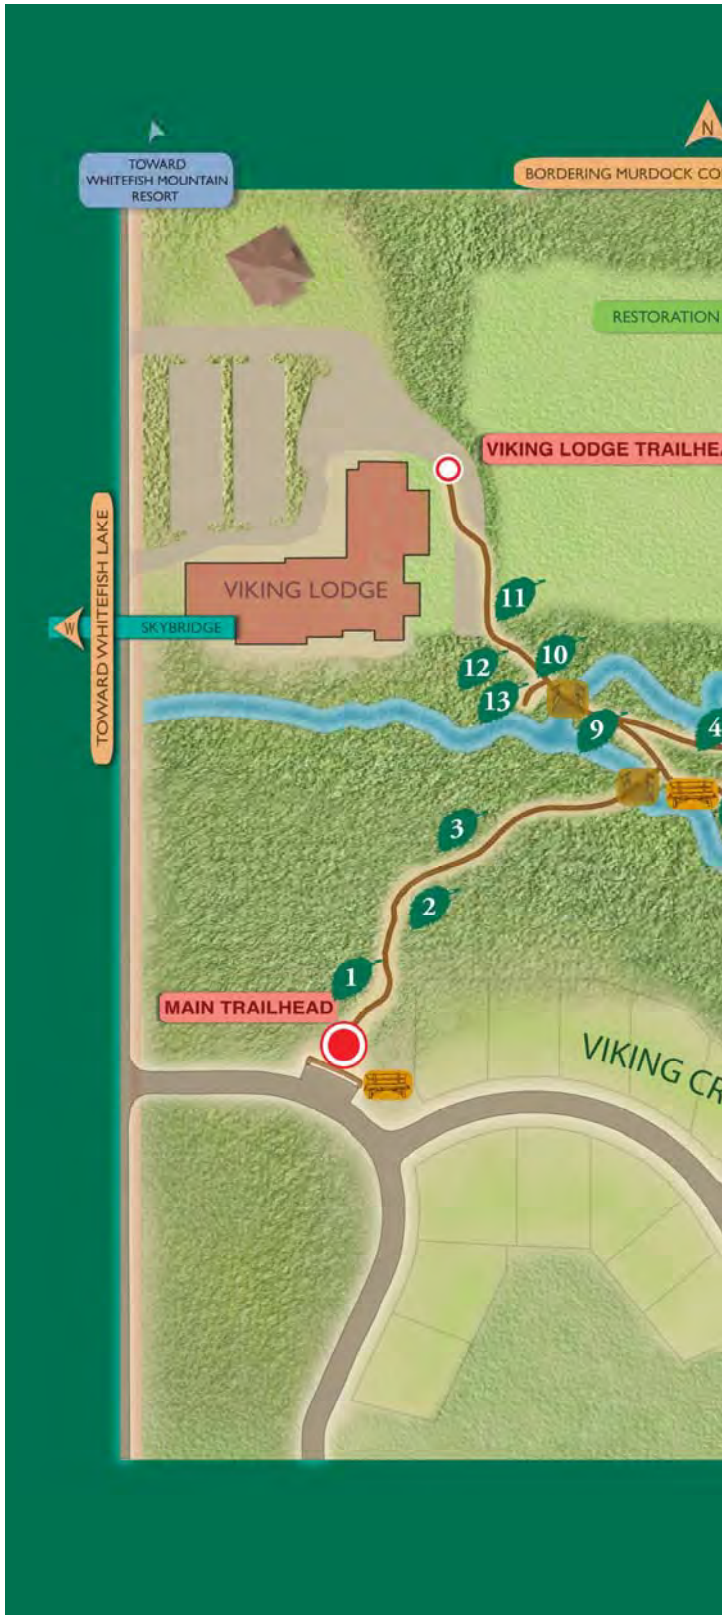 N
TOWARD
WHITEFISH MOUNTAIN
RESORT
BORDERING MURDOCK CO
RESTORATION
VIKING LODGE TRAILHEA
TOWARD WHITEFISH LAKE
VIKING LODGE
W
SKYBRIDGE
11
10
12
13
9
4
3
2
1
MAIN TRAILHEAD
VIKING CR